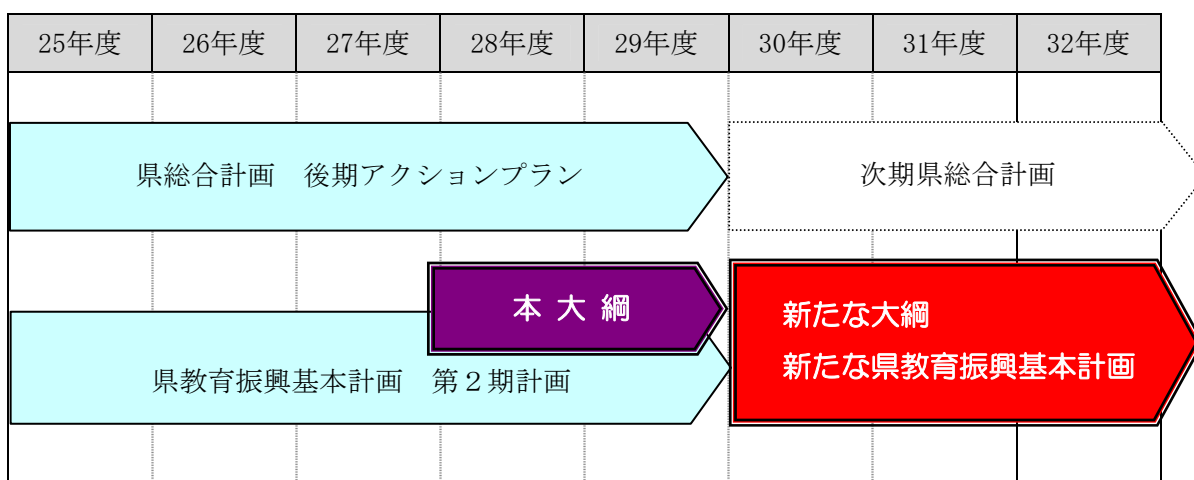 25年度 26年度 27年度 28年度 29年度 30年度 31年度 32年度
県総合計画　後期アクションプラン
次期県総合計画
本 大 綱
新たな大綱
新たな県教育振興基本計画
県教育振興基本計画　第２期計画